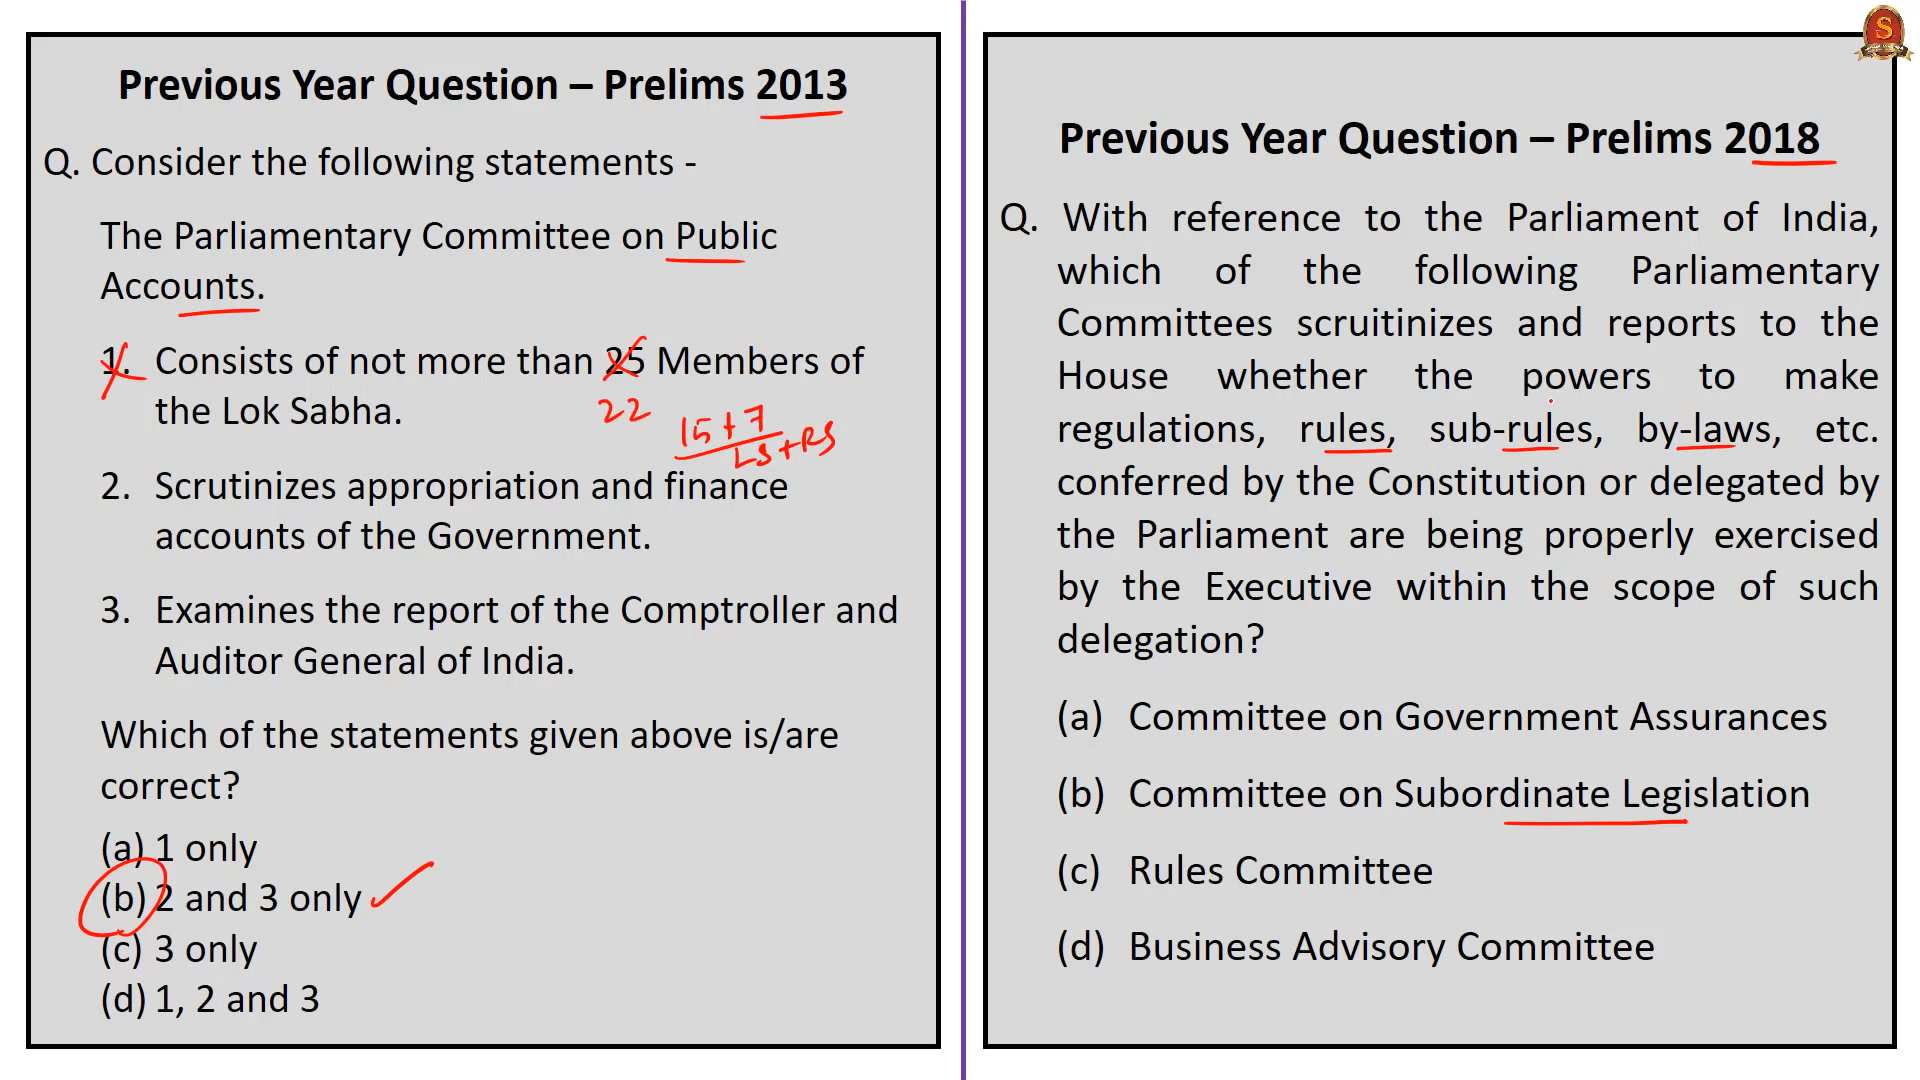 Previous Year Question – Prelims 2013
Q. Consider the following statements -
The Parliamentary Committee on Public
Accounts.
1. Consists of not more than 25 Members of
the Lok Sabha.
22
15 + 7
LS + RS
2. Scrutinizes appropriation and finance
accounts of the Government.
3. Examines the report of the Comptroller and
Auditor General of India.
Which of the statements given above is/are
correct?
(a) 1 only
(b) 2 and 3 only
(c) 3 only
(d) 1, 2 and 3
S
Previous Year Question – Prelims 2018
Q. With reference to the Parliament of India,
which of the following Parliamentary
Committees scruitinizes and reports to the
House whether the powers to make
regulations, rules, sub-rules, by-laws, etc.
conferred by the Constitution or delegated by
the Parliament are being properly exercised
by the Executive within the scope of such
delegation?
(a) Committee on Government Assurances
(b) Committee on Subordinate Legislation
(c) Rules Committee
(d) Business Advisory Committee